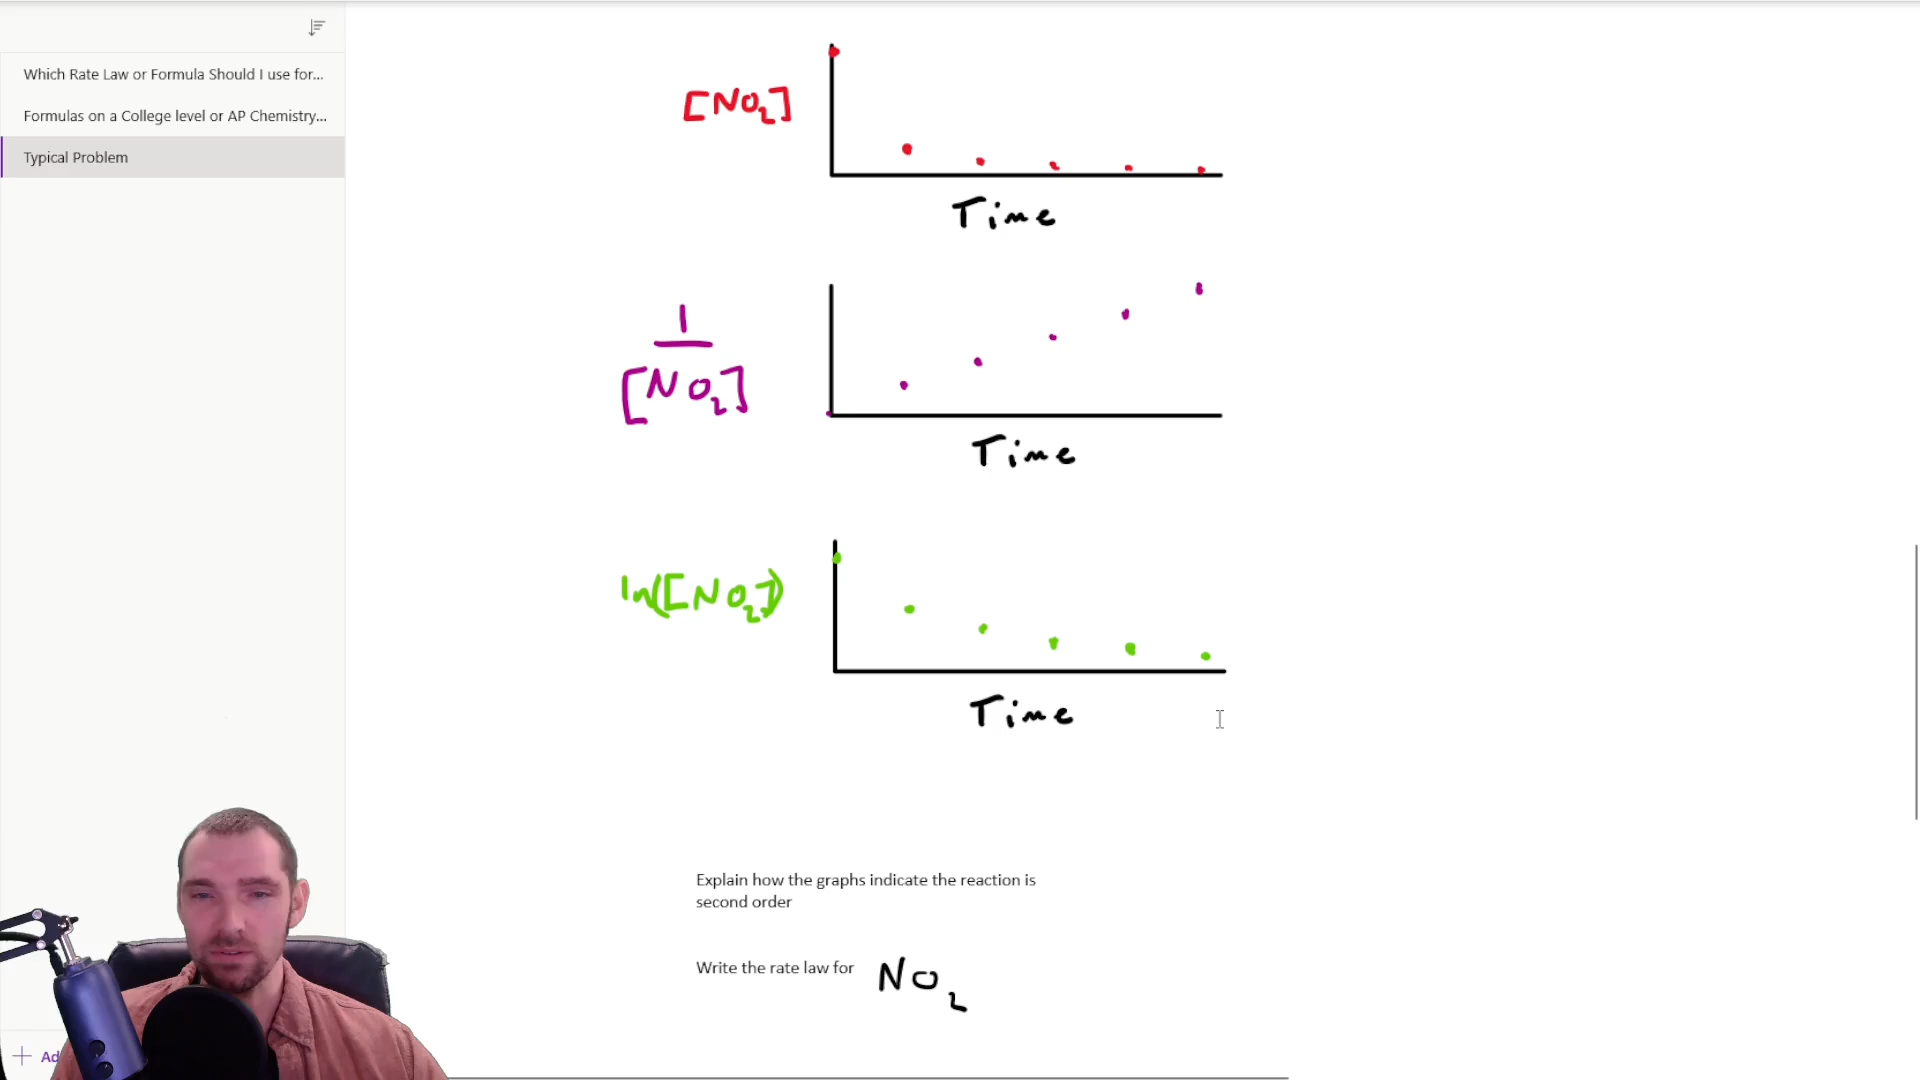 Which Rate Law or Formula Should I use for...
Formulas on a College level or AP Chemistry...
Typical Problem
[NO₂]
Time
1
[NO₂]
Time
ln([NO₂])
Time
Explain how the graphs indicate the reaction is
second order
Write the rate law for NO₂
+ Ad